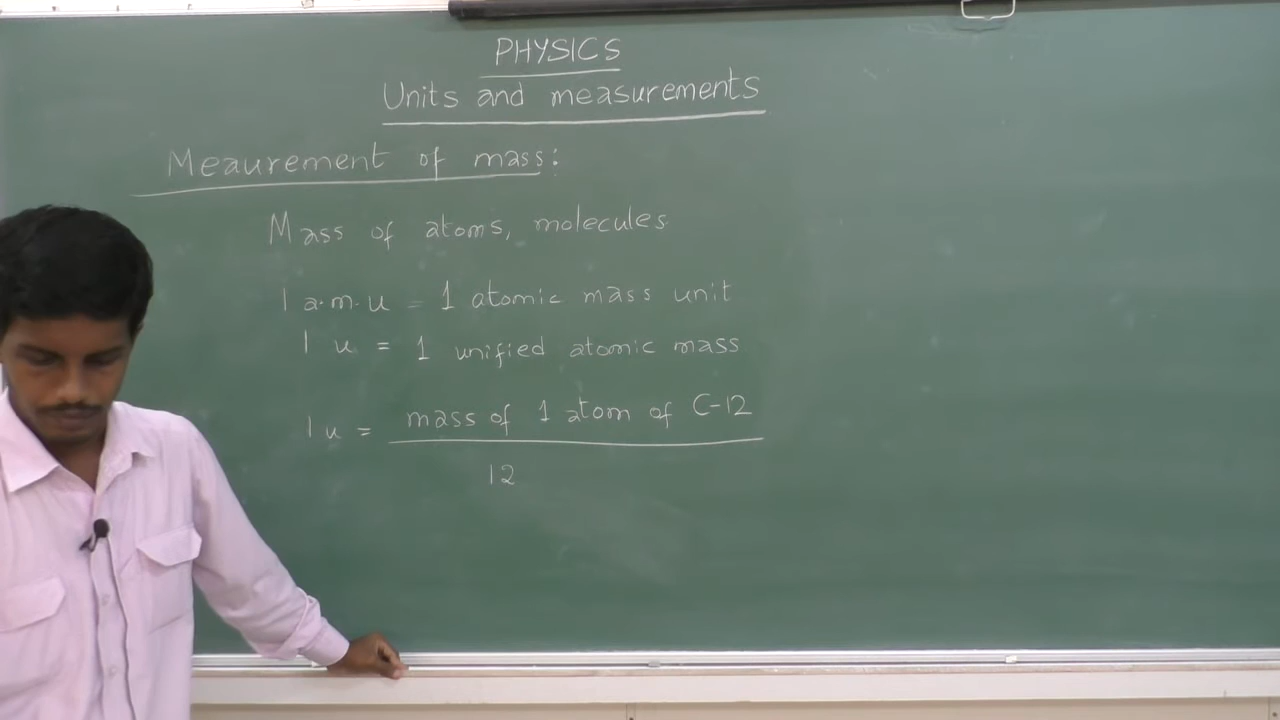 PHYSICS
Units and measurements
Meaurement of mass:
Mass of atoms, molecules
1 a.m.u = 1 atomic mass unit
1 u = 1 unified atomic mass
1 u = mass of 1 atom of C-12
12